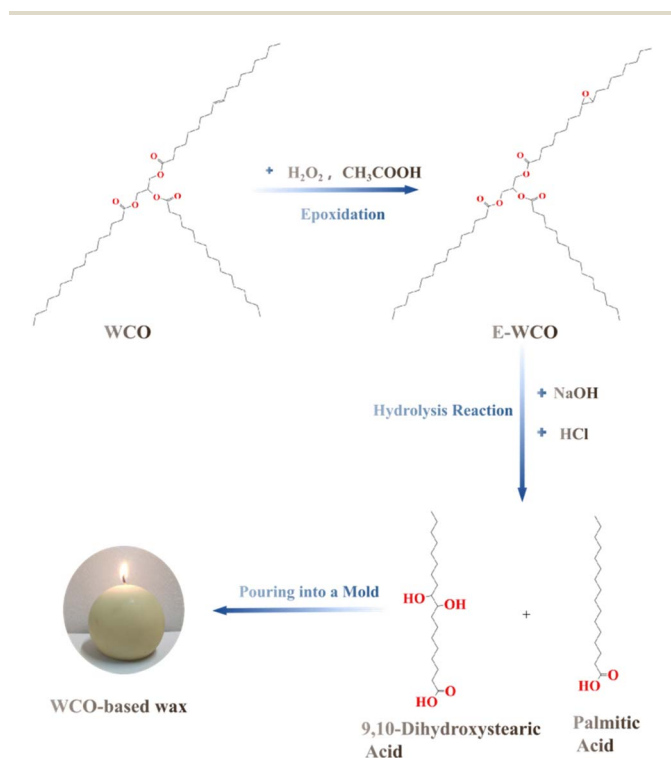 O
O
O
O
O
O
WCO
+ H₂O₂ , CH₃COOH
Epoxidation
O
O
O
O
O
O
O
E-WCO
Hydrolysis Reaction
+ NaOH
+ HCl
Pouring into a Mold
HO
OH
+
HO
O
HO
O
WCO-based wax
9,10-Dihydroxystearic
Acid
Palmitic
Acid